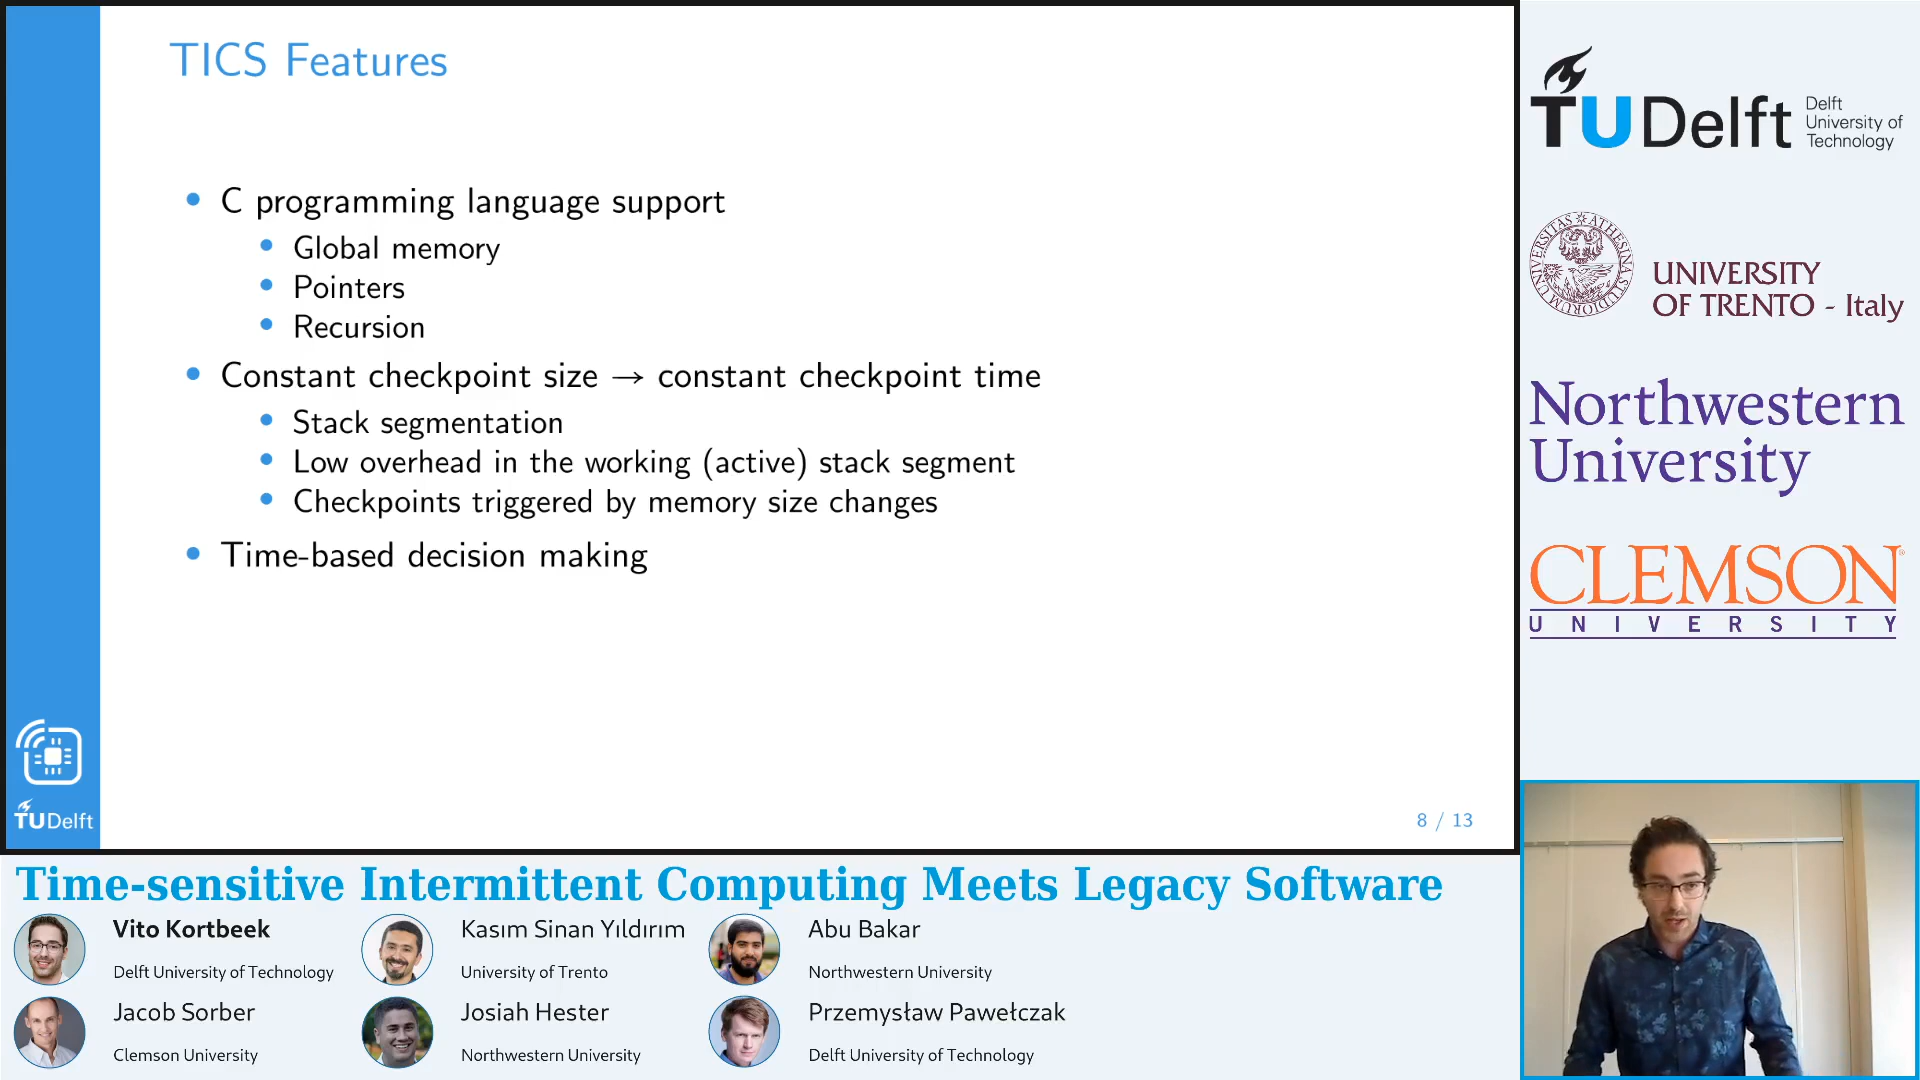 TICS Features
• C programming language support
• Global memory
• Pointers
• Recursion
• Constant checkpoint size → constant checkpoint time
• Stack segmentation
• Low overhead in the working (active) stack segment
• Checkpoints triggered by memory size changes
• Time-based decision making
TUDelft
8 / 13
TUDelft
Delft
University of
Technology
UNIVERSITY
OF TRENTO - Italy
Northwestern
University
CLEMSON
UNIVERSITY
Time-sensitive Intermittent Computing Meets Legacy Software
Vito Kortbeek
Delft University of Technology
Kasım Sinan Yıldırım
University of Trento
Abu Bakar
Northwestern University
Jacob Sorber
Clemson University
Josiah Hester
Northwestern University
Przemysław Pawełczak
Delft University of Technology